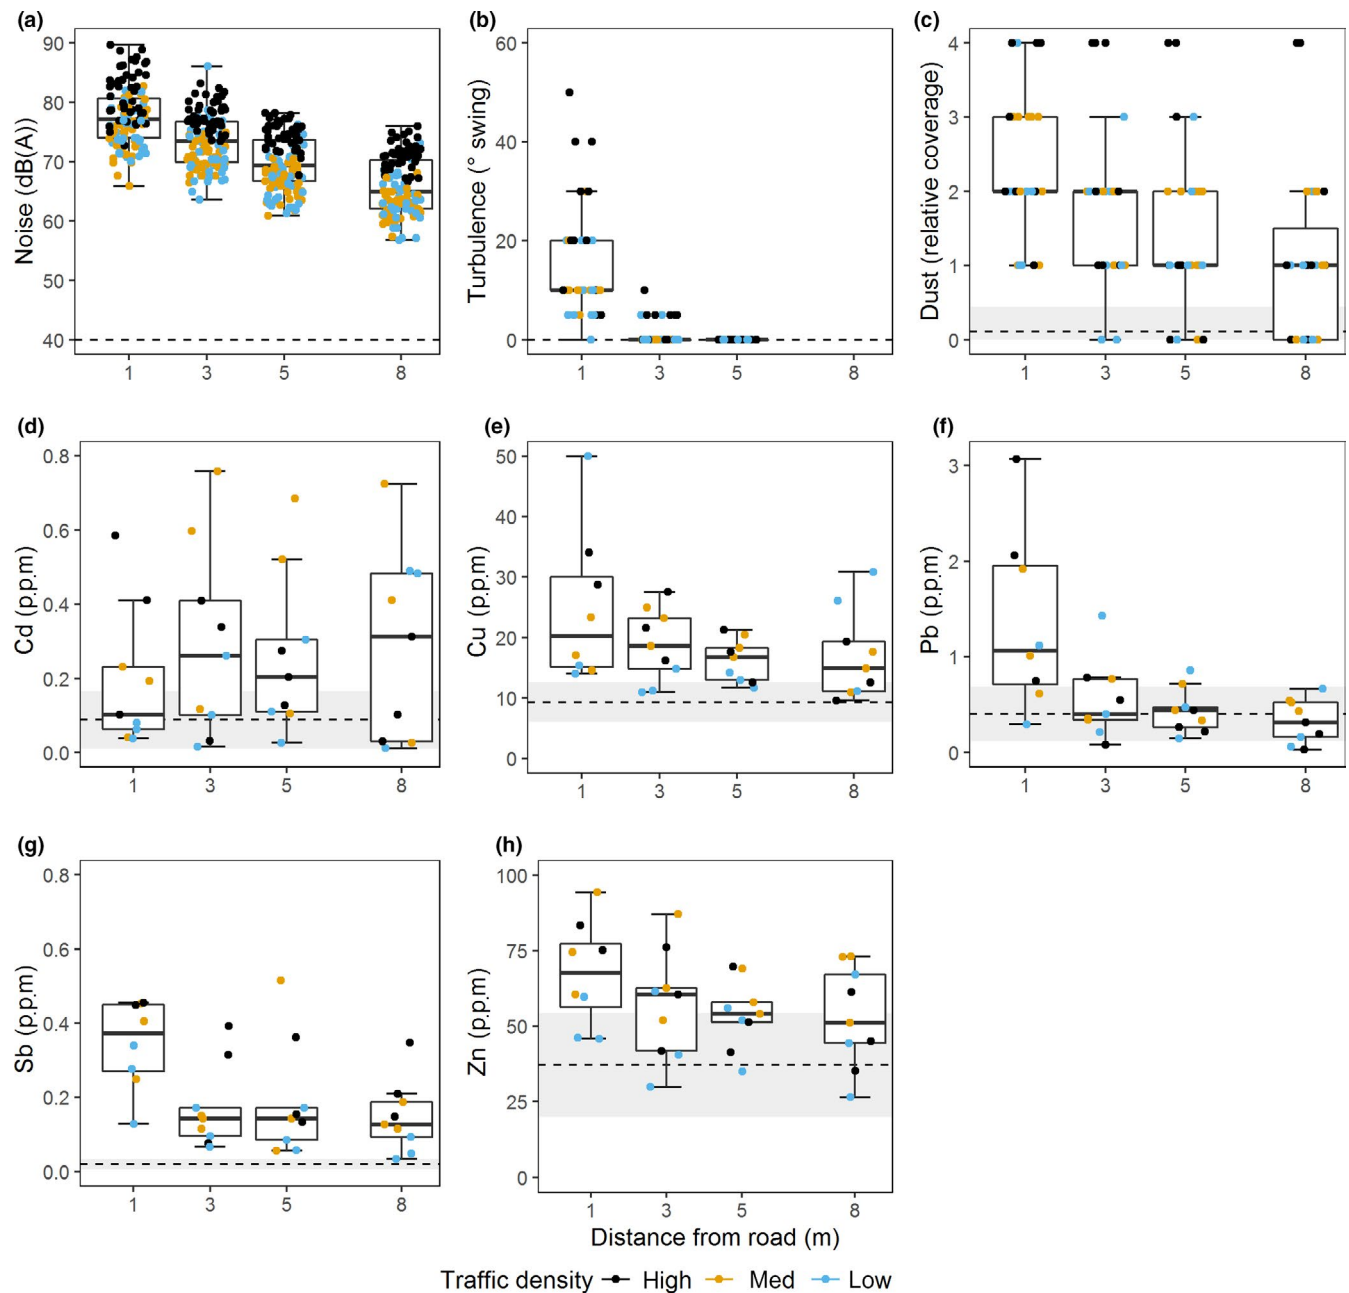 (a)
Noise (dB(A))
90
80
70
60
50
40
1 3 5 8
(b)
Turbulence (° swing)
60
40
20
0
1 3 5 8
(c)
Dust (relative coverage)
4
3
2
1
0
1 3 5 8
(d)
Cd (p.p.m)
0.8
0.6
0.4
0.2
0.0
1 3 5 8
(e)
Cu (p.p.m)
50
40
30
20
10
0
1 3 5 8
(f)
Pb (p.p.m)
3
2
1
0
1 3 5 8
(g)
Sb (p.p.m)
0.8
0.6
0.4
0.2
0.0
1 3 5 8
(h)
Zn (p.p.m)
100
75
50
25
0
1 3 5 8
Distance from road (m)
Traffic density High Med Low